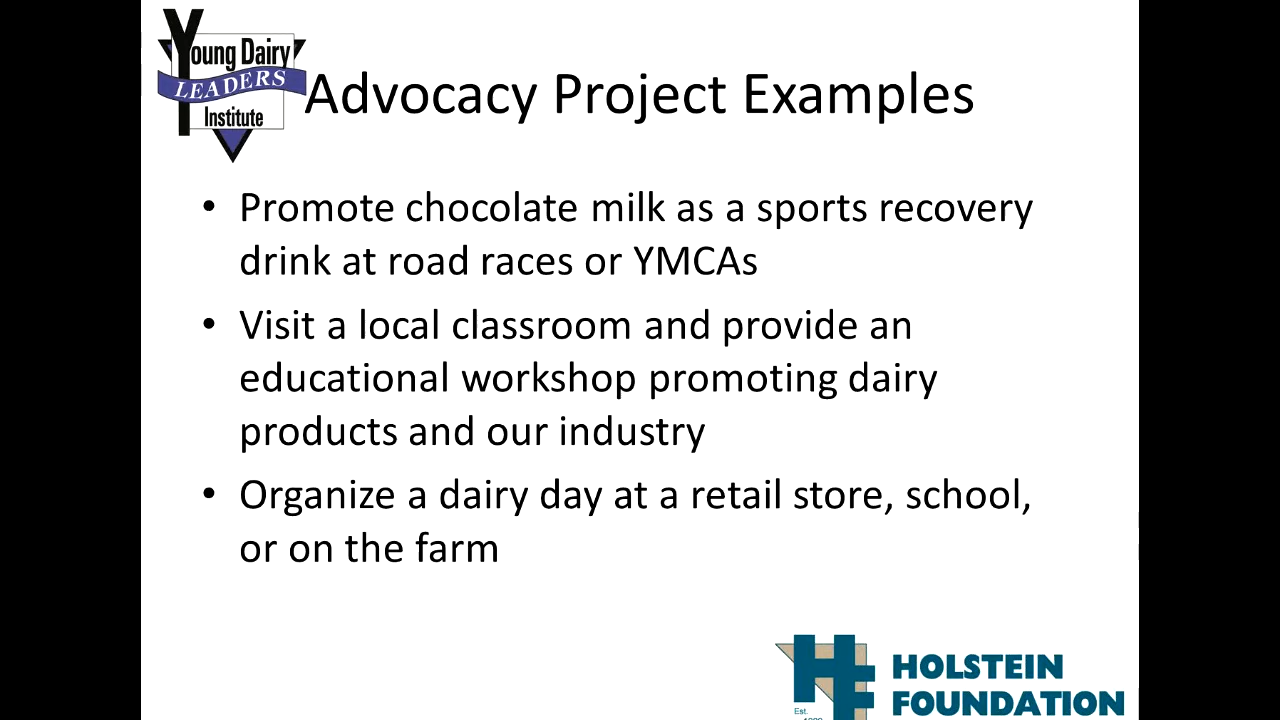 Young Dairy
LEADERS
Institute
Advocacy Project Examples
• Promote chocolate milk as a sports recovery
drink at road races or YMCAs
• Visit a local classroom and provide an
educational workshop promoting dairy
products and our industry
• Organize a dairy day at a retail store, school,
or on the farm
HOLSTEIN
FOUNDATION
Est.